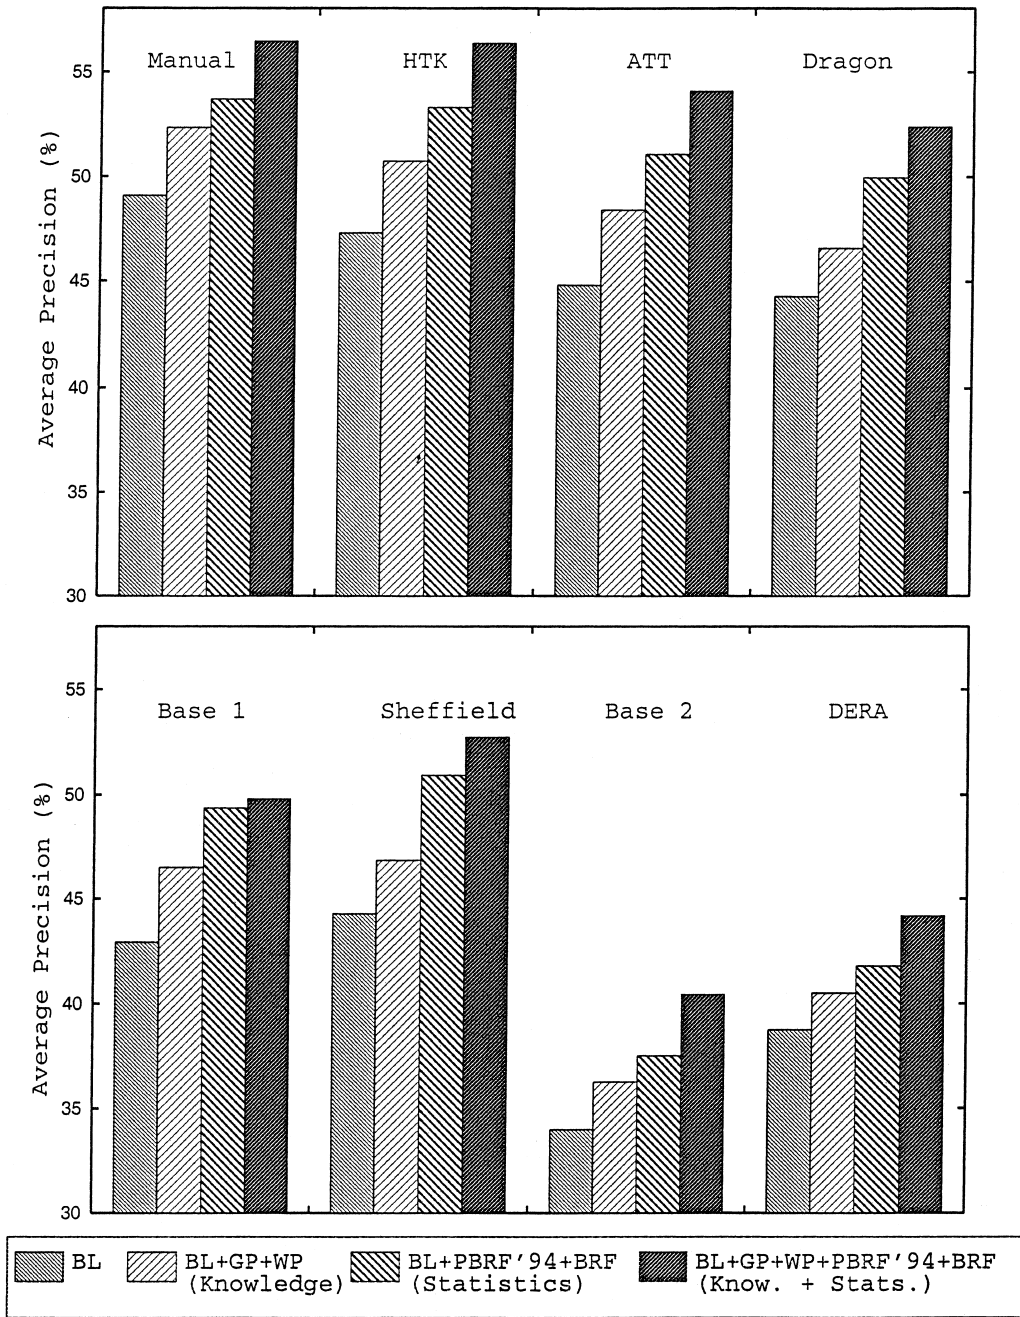 Manual HTK ATT Dragon
55
50
45
40
35
30
Average Precision (%)
Base 1 Sheffield Base 2 DERA
55
50
45
40
35
30
Average Precision (%)
BL BL+GP+WP BL+PBRF'94+BRF BL+GP+WP+PBRF'94+BRF
(Knowledge) (Statistics) (Know. + Stats.)